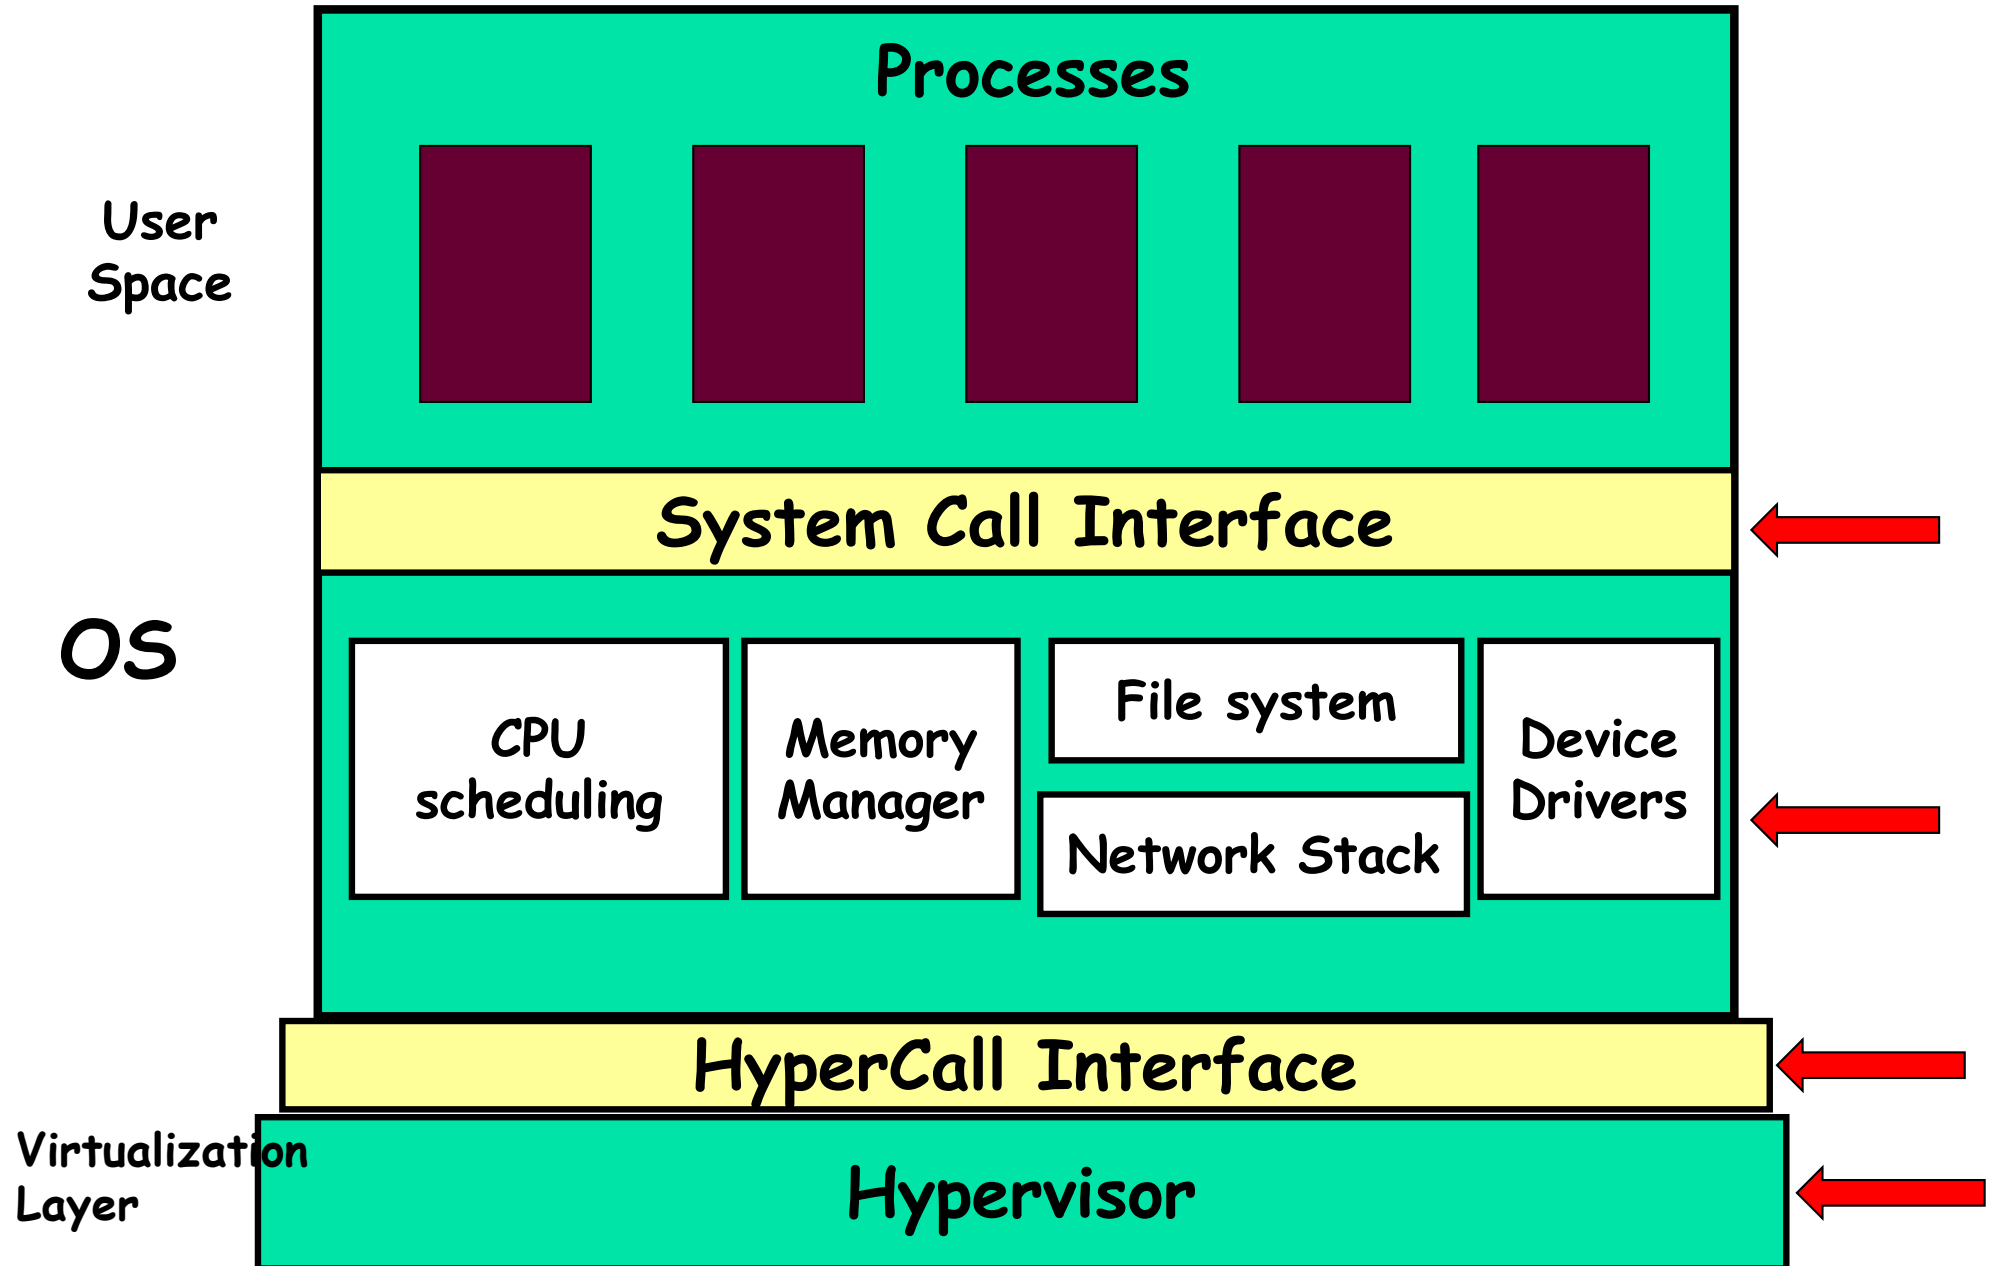 Processes
User
Space
System Call Interface
OS
CPU
scheduling
Memory
Manager
File system
Network Stack
Device
Drivers
HyperCall Interface
Virtualization
Layer
Hypervisor